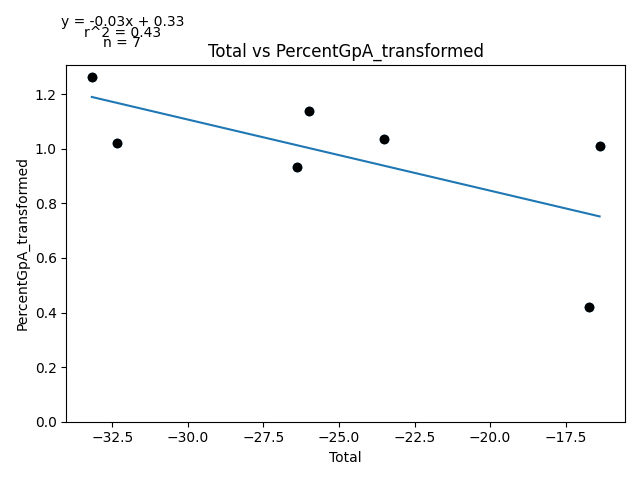 y = -0.03x + 0.33
r^2 = 0.43
n = 7
Total vs PercentGpA_transformed
PercentGpA_transformed
1.2
1.0
0.8
0.6
0.4
0.2
0.0
−32.5 −30.0 −27.5 −25.0 −22.5 −20.0 −17.5
Total